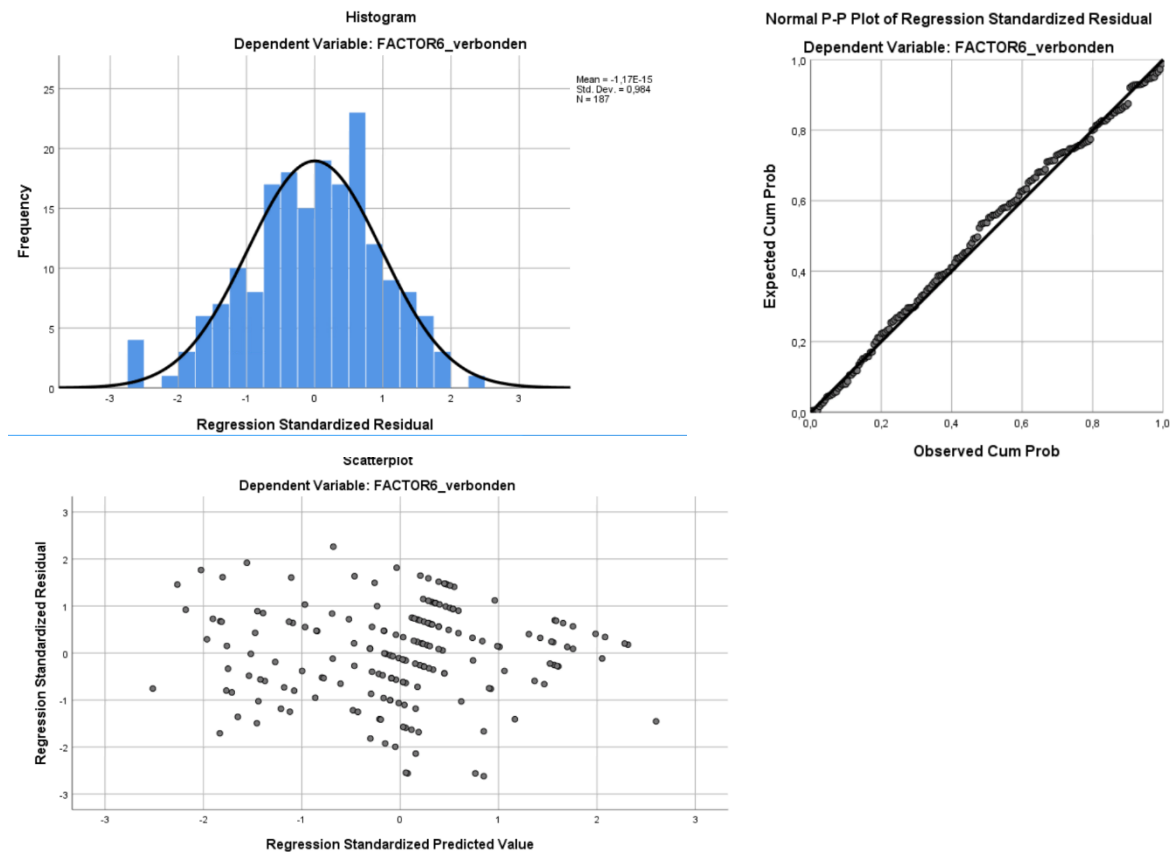 Histogram
Dependent Variable: FACTOR6_verbonden
Mean = -1,17E-15
Std. Dev. = 0,984
N = 187
25
20
15
10
5
0
Frequency
-3 -2 -1 0 1 2 3
Regression Standardized Residual
Normal P-P Plot of Regression Standardized Residual
Dependent Variable: FACTOR6_verbonden
1,0
0,8
0,6
0,4
0,2
0,0
Expected Cum Prob
0,0 0,2 0,4 0,6 0,8 1,0
Observed Cum Prob
Scatterplot
Dependent Variable: FACTOR6_verbonden
3
2
1
0
-1
-2
-3
Regression Standardized Residual
-3 -2 -1 0 1 2 3
Regression Standardized Predicted Value